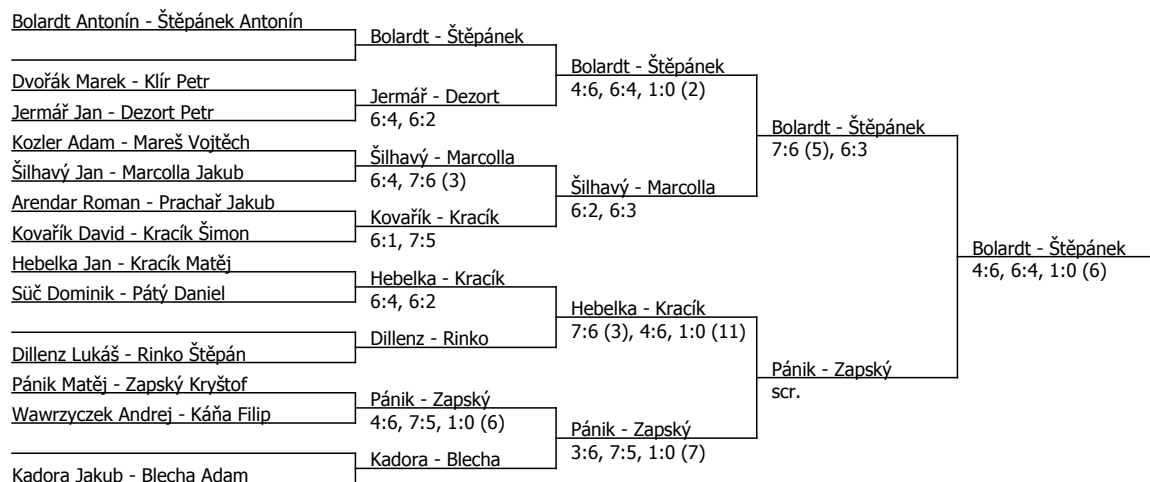 Bolardt Antonín - Štěpánek Antonín
Dvořák Marek - Klír Petr
Jermář Jan - Dezort Petr
Kozler Adam - Mareš Vojtěch
Šilhavý Jan - Marcolla Jakub
Arendar Roman - Prachař Jakub
Kovařík David - Kracík Šimon
Hebelka Jan - Kracík Matěj
Süč Dominik - Pátý Daniel
Dillenz Lukáš - Rinko Štěpán
Pánik Matěj - Zapský Kryštof
Wawrzyczek Andrej - Káňa Filip
Kadora Jakub - Blecha Adam
Bolardt - Štěpánek
Jermář - Dezort
6:4, 6:2
Šilhavý - Marcolla
6:4, 7:6 (3)
Kovařík - Kracík
6:1, 7:5
Hebelka - Kracík
6:4, 6:2
Dillenz - Rinko
Pánik - Zapský
4:6, 7:5, 1:0 (6)
Kadora - Blecha
Bolardt - Štěpánek
4:6, 6:4, 1:0 (2)
Šilhavý - Marcolla
6:2, 6:3
Hebelka - Kracík
7:6 (3), 4:6, 1:0 (11)
Pánik - Zapský
3:6, 7:5, 1:0 (7)
Bolardt - Štěpánek
7:6 (5), 6:3
Pánik - Zapský
scr.
Bolardt - Štěpánek
4:6, 6:4, 1:0 (6)